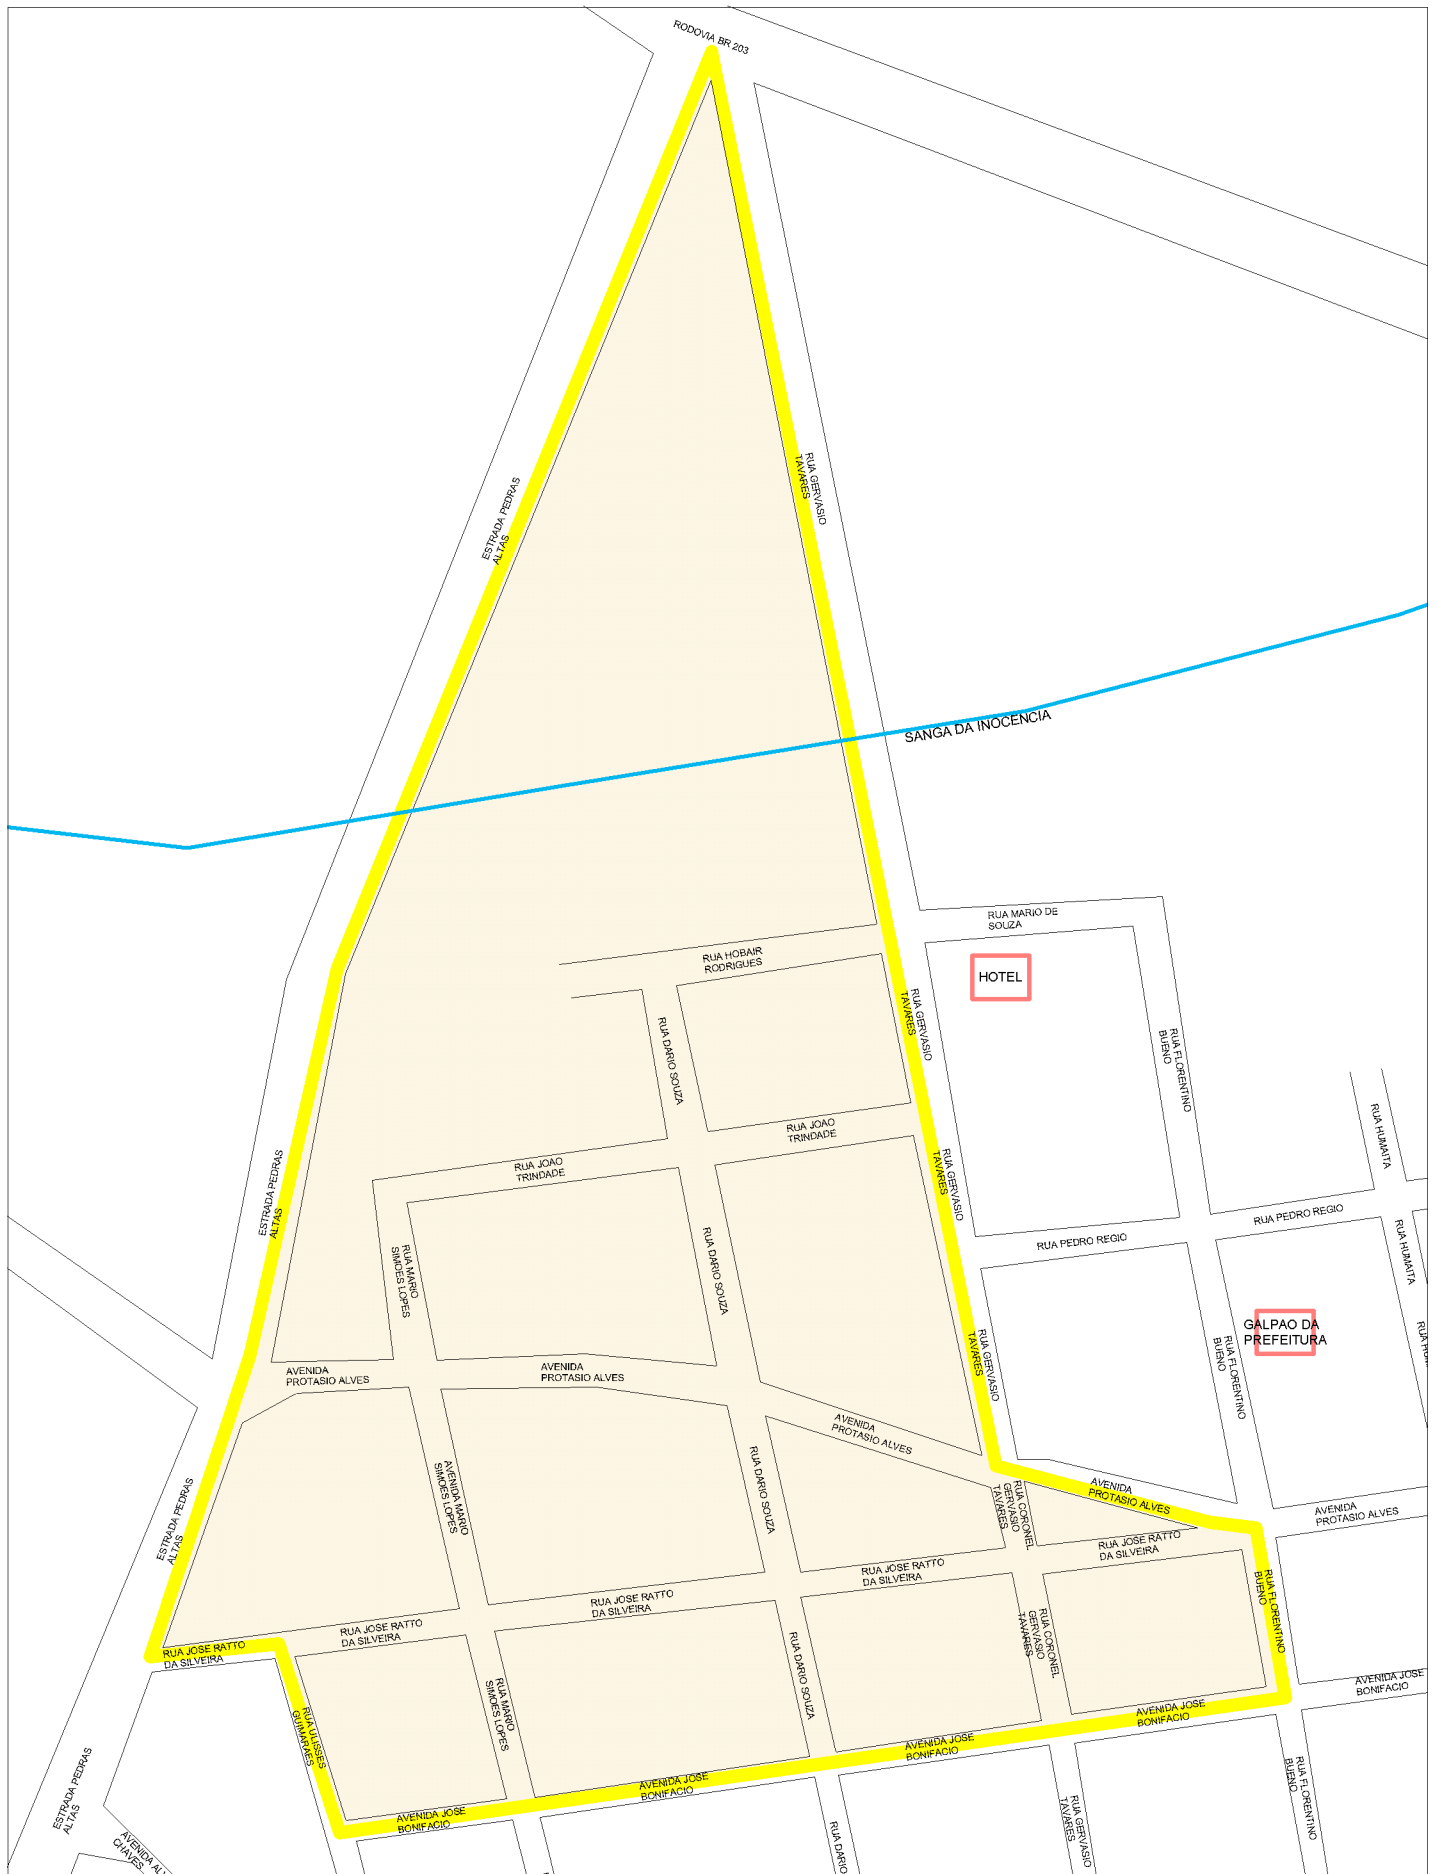 RODOVIA BR 203
RUA GERVASIO
TAVARES
ESTRADA PEDRAS
ALTAS
SANGA DA INOCENCIA
RUA MARIO DE
SOUZA
RUA HOBAIR
RODRIGUES
HOTEL
RUA GERVASIO
TAVARES
RUA DARIO SOUZA
RUA FLORENTINO
BUENO
RUA HUMAITA
RUA JOAO
TRINDADE
RUA JOAO
TRINDADE
RUA GERVASIO
TAVARES
ESTRADA PEDRAS
ALTAS
RUA PEDRO REGIO
RUA PEDRO REGIO
RUA HUMAITA
RUA MARIO
SIMOES LOPES
RUA DARIO SOUZA
GALPAO DA
PREFEITURA
RUA HUM
RUA GERVASIO
TAVARES
RUA FLORENTINO
BUENO
AVENIDA
PROTASIO ALVES
AVENIDA
PROTASIO ALVES
AVENIDA
PROTASIO ALVES
AVENIDA MARIO
SIMOES LOPES
RUA DARIO SOUZA
AVENIDA
PROTASIO ALVES
RUA CORONEL
GERVASIO
TAVARES
AVENIDA
PROTASIO ALVES
ESTRADA PEDRAS
ALTAS
RUA JOSE RATTO
DA SILVEIRA
RUA JOSE RATTO
DA SILVEIRA
RUA JOSE RATTO
DA SILVEIRA
RUA FLORENTINO
BUENO
RUA JOSE RATTO
DA SILVEIRA
RUA JOSE RATTO
DA SILVEIRA
RUA CORONEL
GERVASIO
TAVARES
RUA DARIO SOUZA
RUA MARIO
SIMOES LOPES
RUA ULISSES
GUIMARAES
AVENIDA JOSE
BONIFACIO
AVENIDA JOSE
BONIFACIO
AVENIDA JOSE
BONIFACIO
AVENIDA JOSE
BONIFACIO
AVENIDA JOSE
BONIFACIO
ESTRADA PEDRAS
ALTAS
RUA FLORENTINO
BUENO
RUA GERVASIO
TAVARES
RUA DARIO
AVENIDA AL
CHAVES